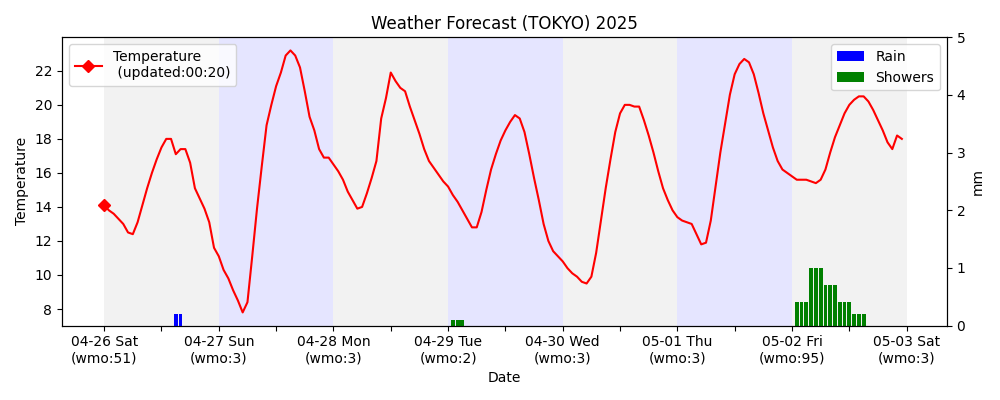 Weather Forecast (TOKYO) 2025
Temperature
(updated:00:20)
Rain
Showers
Temperature
22
20
18
16
14
12
10
8
5
4
3
2
1
0
mm
04-26 Sat
(wmo:51)
04-27 Sun
(wmo:3)
04-28 Mon
(wmo:3)
04-29 Tue
(wmo:2)
04-30 Wed
(wmo:3)
05-01 Thu
(wmo:3)
05-02 Fri
(wmo:95)
05-03 Sat
(wmo:3)
Date